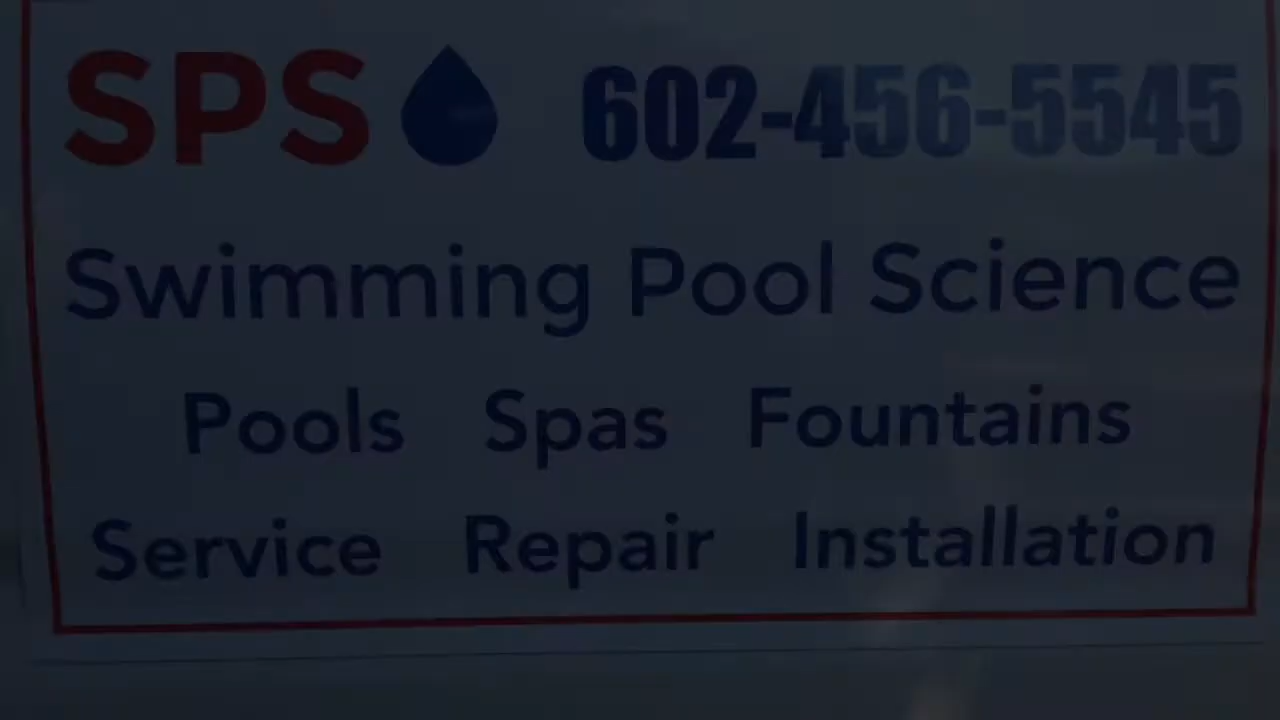 SPS 602-456-5545
Swimming Pool Science
Pools Spas Fountains
Service Repair Installation